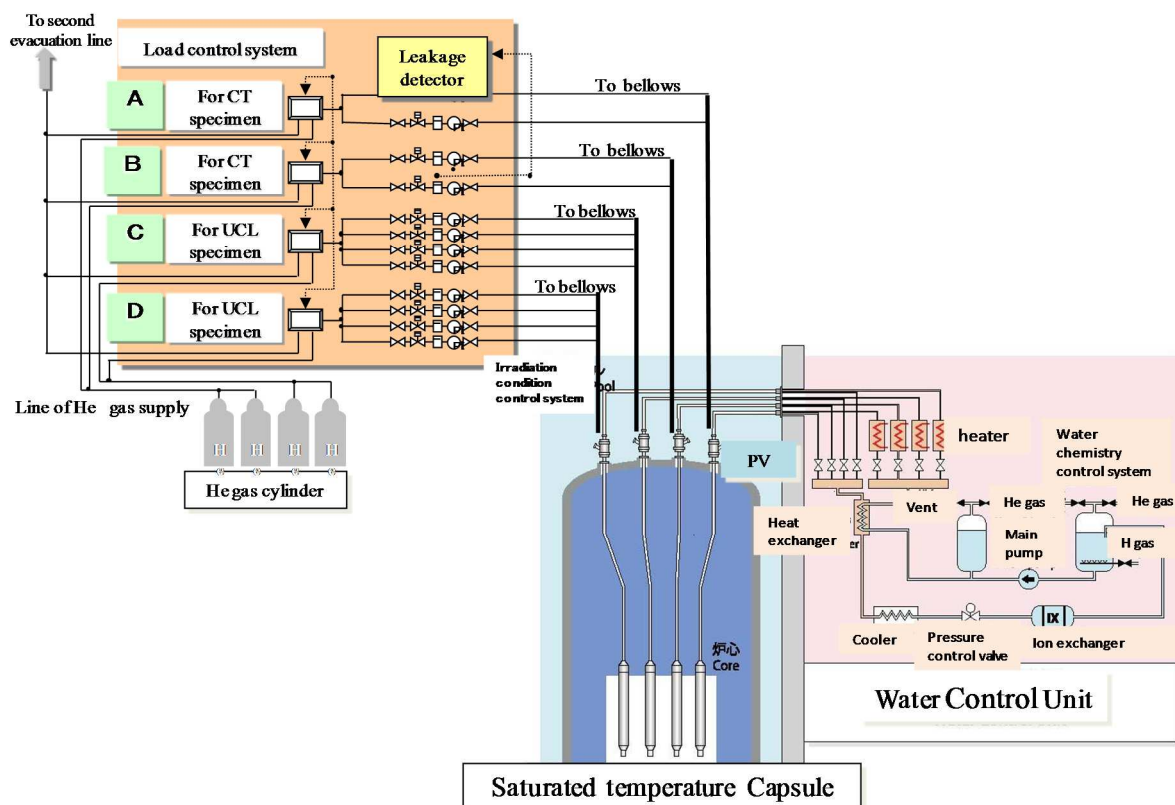 To second
evacuation line
Load control system
Leakage
detector
A
For CT
specimen
To bellows
B
For CT
specimen
To bellows
C
For UCL
specimen
To bellows
D
For UCL
specimen
To bellows
Irradiation
condition
control system
Line of He gas supply
H
H
H
H
He gas cylinder
PV
heater
Water
chemistry
control system
Vent
He gas
He gas
Heat
exchanger
Main
pump
H gas
IX
Cooler
Pressure
control valve
Ion exchanger
炉心
Core
Water Control Unit
Saturated temperature Capsule